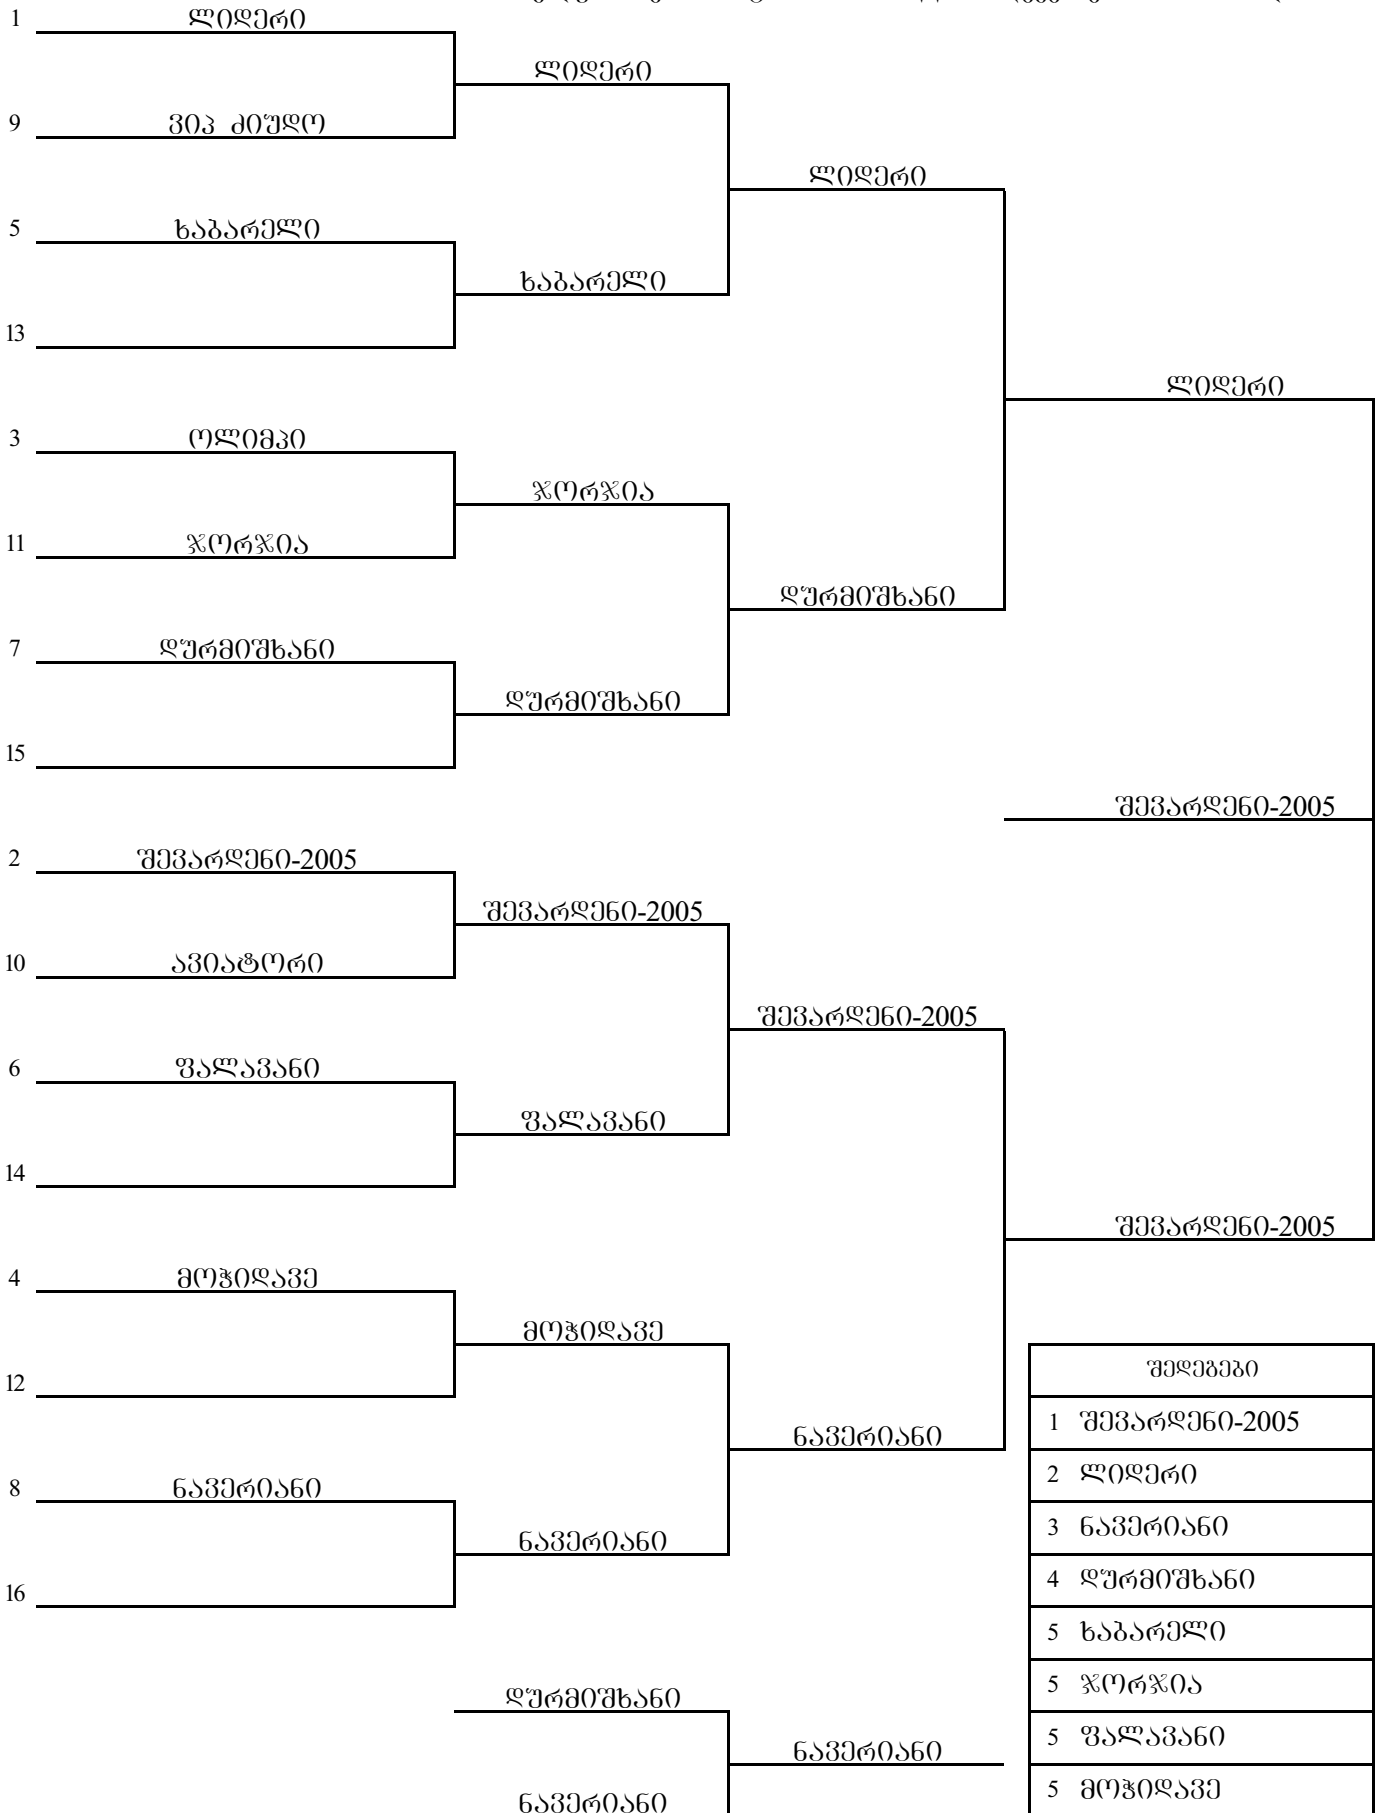 1 ლიდერი
ლიდერი
9 ვიპ ძიუდო
ლიდერი
5 ხაბარელი
ხაბარელი
13
ლიდერი
3 ოლიმპი
ჯორჯია
11 ჯორჯია
დურმიშხანი
7 დურმიშხანი
დურმიშხანი
15
შევარდენი-2005
2 შევარდენი-2005
შევარდენი-2005
10 ავიატორი
შევარდენი-2005
6 ფალავანი
ფალავანი
14
შევარდენი-2005
4 მოჭიდავე
მოჭიდავე
12
ნავერიანი
8 ნავერიანი
ნავერიანი
16
შედეგები
1 შევარდენი-2005
2 ლიდერი
3 ნავერიანი
4 დურმიშხანი
5 ხაბარელი
5 ჯორჯია
5 ფალავანი
5 მოჭიდავე
დურმიშხანი
ნავერიანი
ნავერიანი